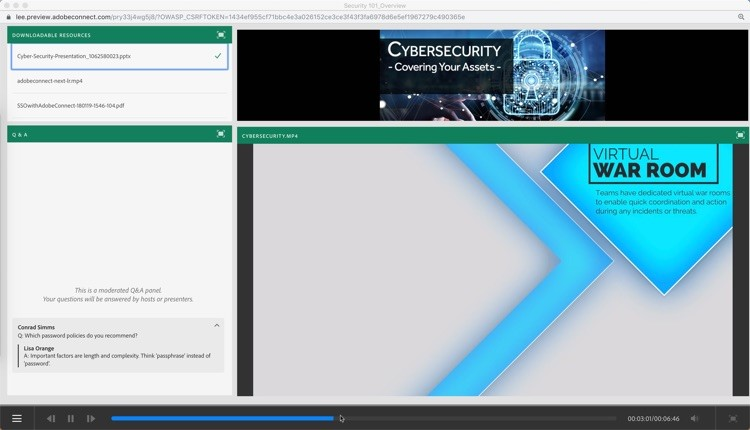 Security 101_Overview
lee.preview.adobeconnect.com/pry33j4wg5j8/?OWASP_CSRFTOKEN=1434ef955cf71bbc4e3a026152ce3ce3f43f3fa6978d6e5ef1967279c490365e
DOWNLOADABLE RESOURCES
Cyber-Security-Presentation_1062580023.pptx
adobeconnect-next-lr.mp4
SSOwithAdobeConnect-180119-1546-104.pdf
CYBERSECURITY
- Covering Your Assets -
Q & A
This is a moderated Q&A panel.
Your questions will be answered by hosts or presenters.
Conrad Simms
Q: Which password policies do you recommend?
Lisa Orange
A: Important factors are length and complexity. Think 'passphrase' instead of
'password'.
CYBERSECURITY.MP4
VIRTUAL
WAR ROOM
Teams have dedicated virtual war rooms
to enable quick coordination and action
during any incidents or threats.
00:03:01/00:06:46